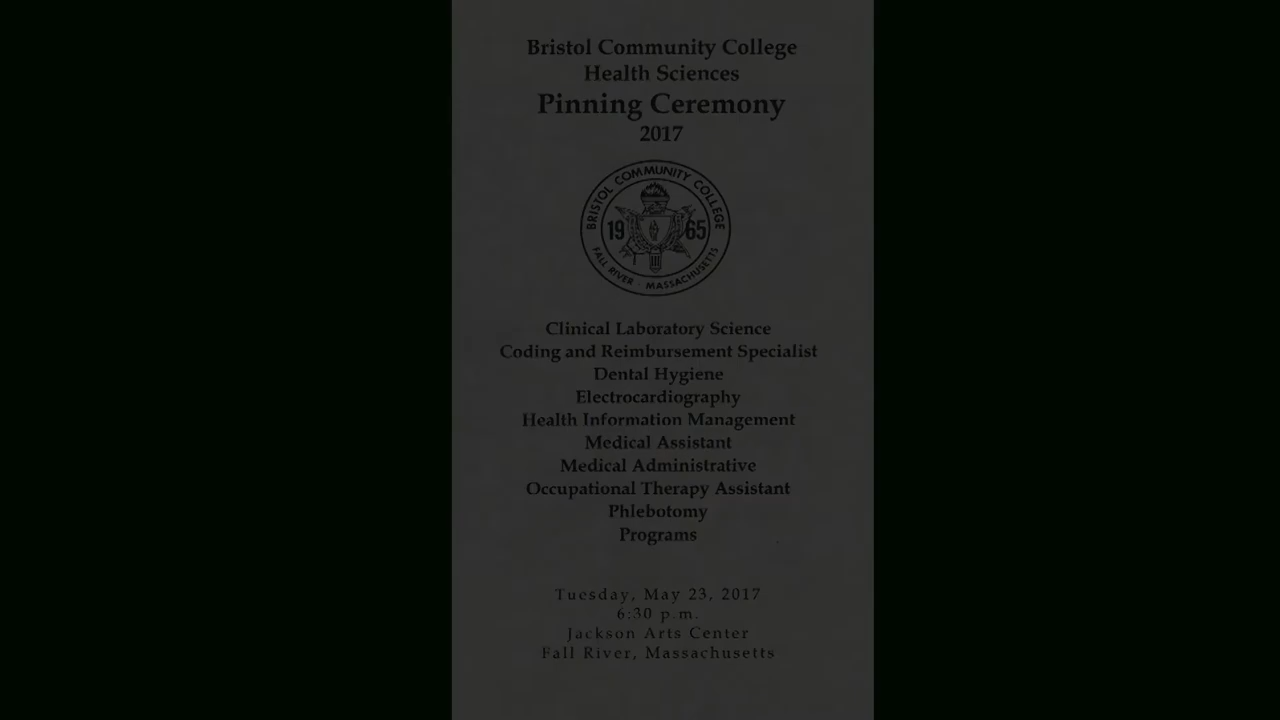 Bristol Community College
Health Sciences
Pinning Ceremony
2017
BRISTOL COMMUNITY COLLEGE
19 65
FALL RIVER · MASSACHUSETTS
Clinical Laboratory Science
Coding and Reimbursement Specialist
Dental Hygiene
Electrocardiography
Health Information Management
Medical Assistant
Medical Administrative
Occupational Therapy Assistant
Phlebotomy
Programs
Tuesday, May 23, 2017
6:30 p.m.
Jackson Arts Center
Fall River, Massachusetts